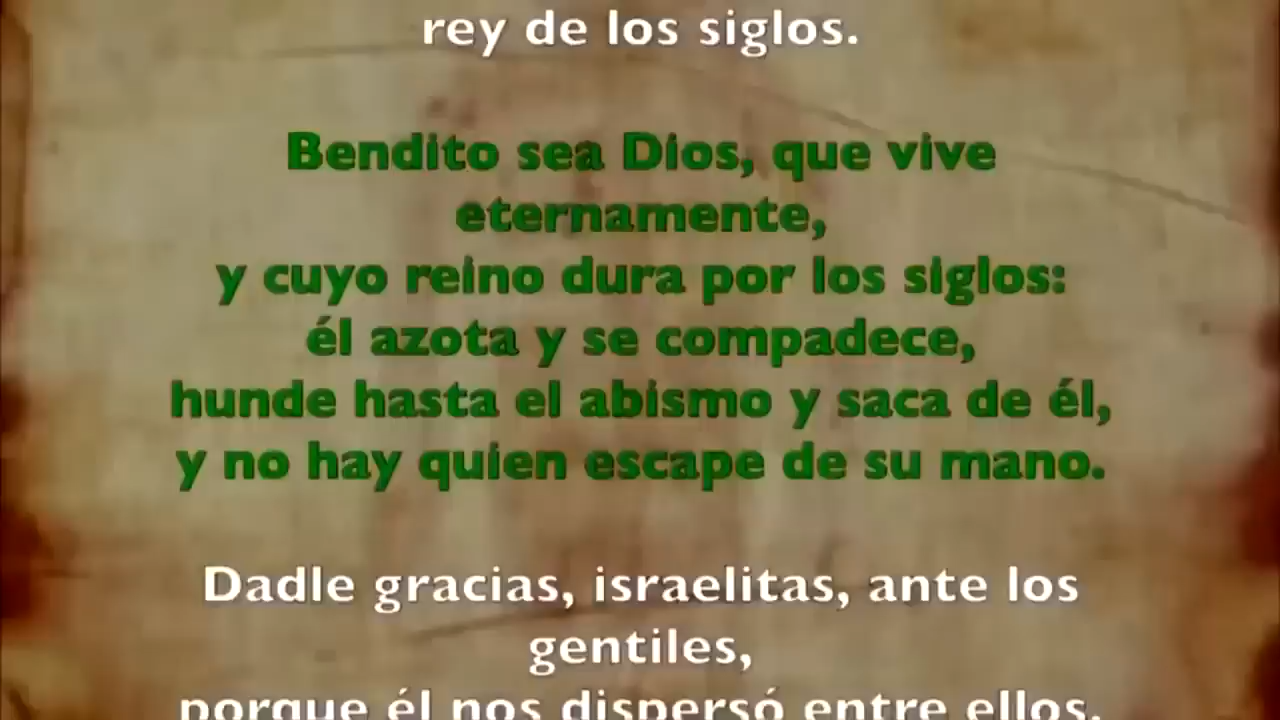 rey de los siglos.
Bendito sea Dios, que vive
eternamente,
y cuyo reino dura por los siglos:
él azota y se compadece,
hunde hasta el abismo y saca de él,
y no hay quien escape de su mano.
Dadle gracias, israelitas, ante los
gentiles,
porque él nos dispersó entre ellos.